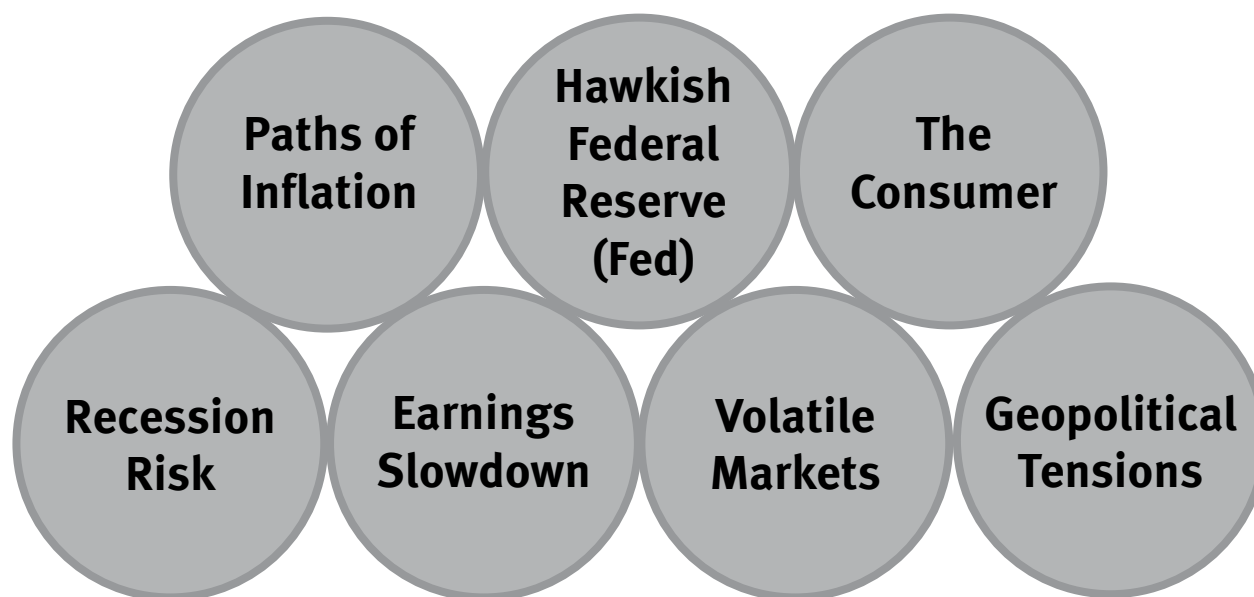 Paths of
Inflation
Hawkish
Federal
Reserve
(Fed)
The
Consumer
Recession
Risk
Earnings
Slowdown
Volatile
Markets
Geopolitical
Tensions